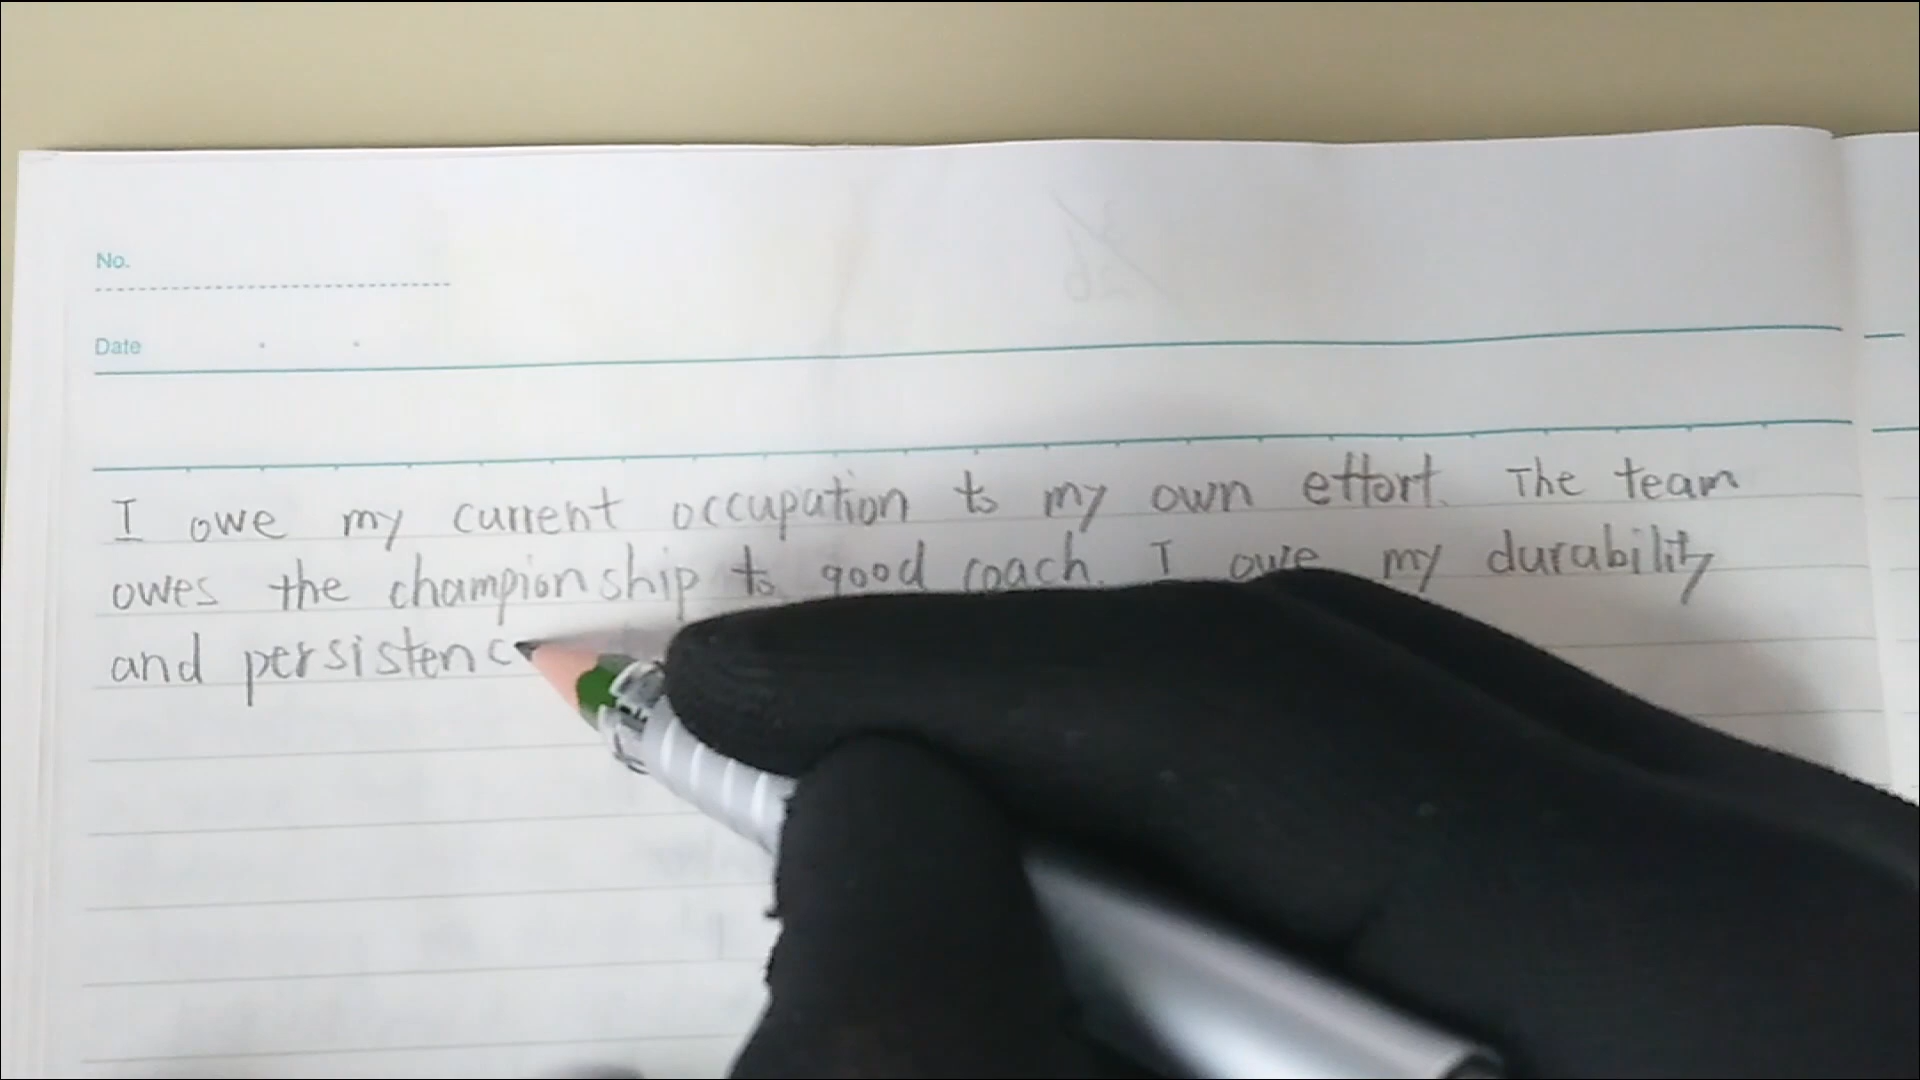 No.
Date
I owe my current occupation to my own effort. The team
owes the championship to good coach. I owe my durability
and persistenc